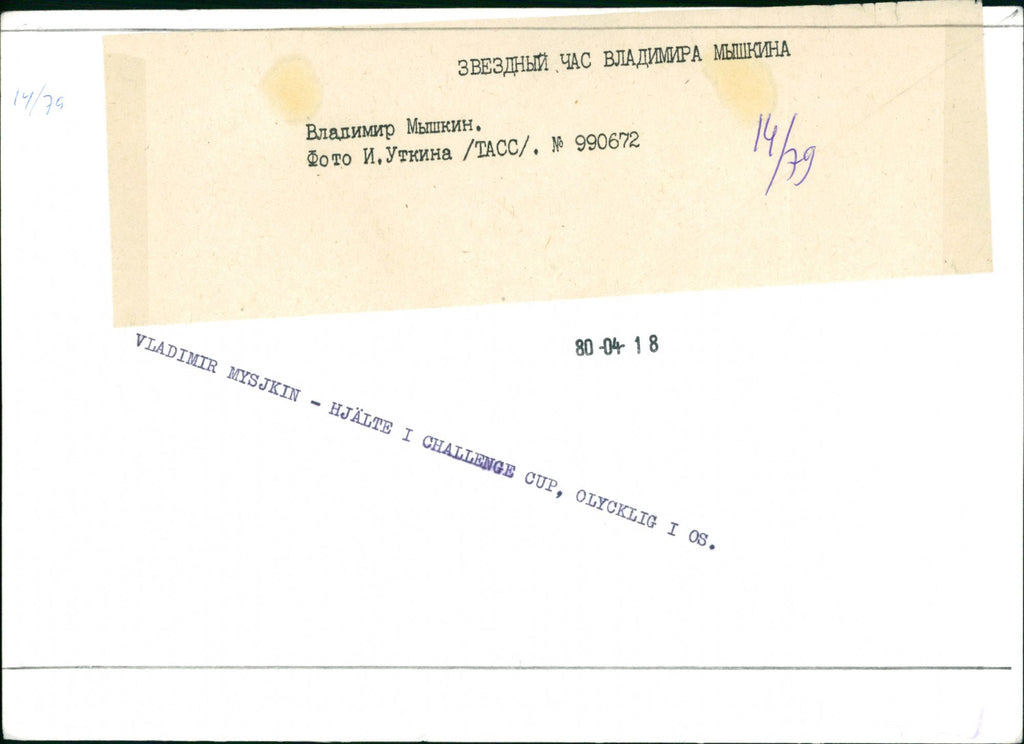 ЗВЕЗДНЫЙ ЧАС ВЛАДИМИРА МЫШКИНА
14/79
Владимир Мышкин.
Фото И.Уткина /ТАСС/. № 990672
14/79
80-04-18
VLADIMIR MYSJKIN - HJÄLTE I CHALLENGE CUP, OLYCKLIG I OS.